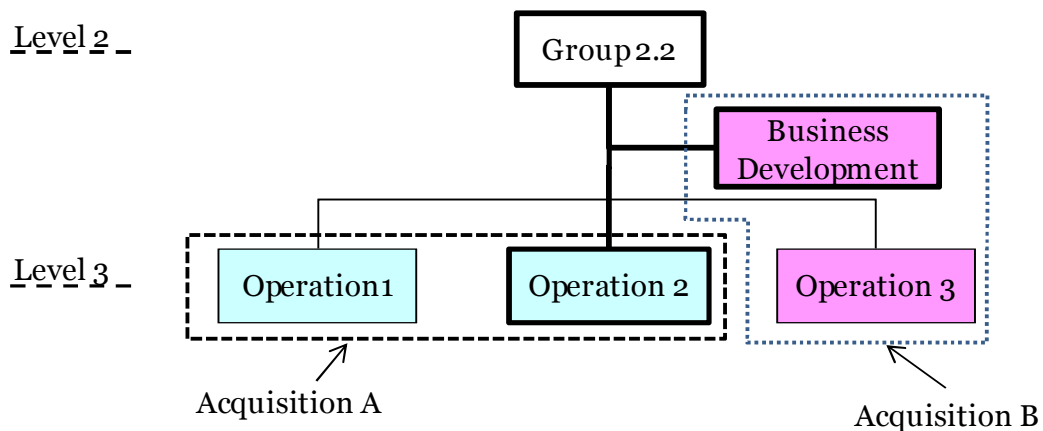 Level 2
Group 2.2
Business
Development
Level 3
Operation1
Operation 2
Operation 3
Acquisition A
Acquisition B